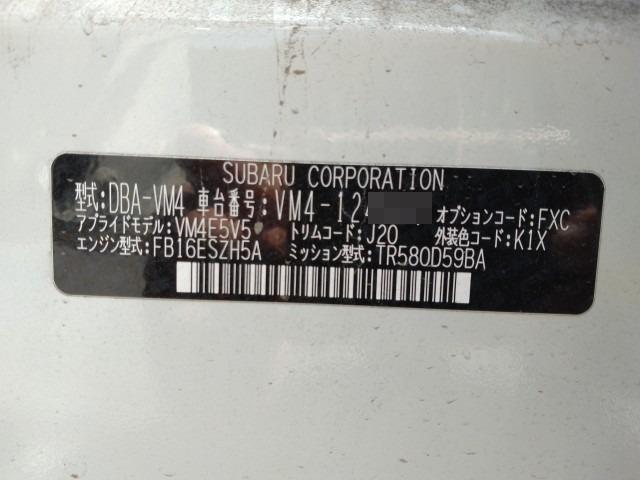 SUBARU CORPORATION
型式:DBA-VM4 車台番号:VM4-12 オプションコード:FXC
アプライドモデル:VM4E5V5 トリムコード:J20 外装色コード:K1X
エンジン型式:FB16ESZH5A ミッション型式:TR580D59BA